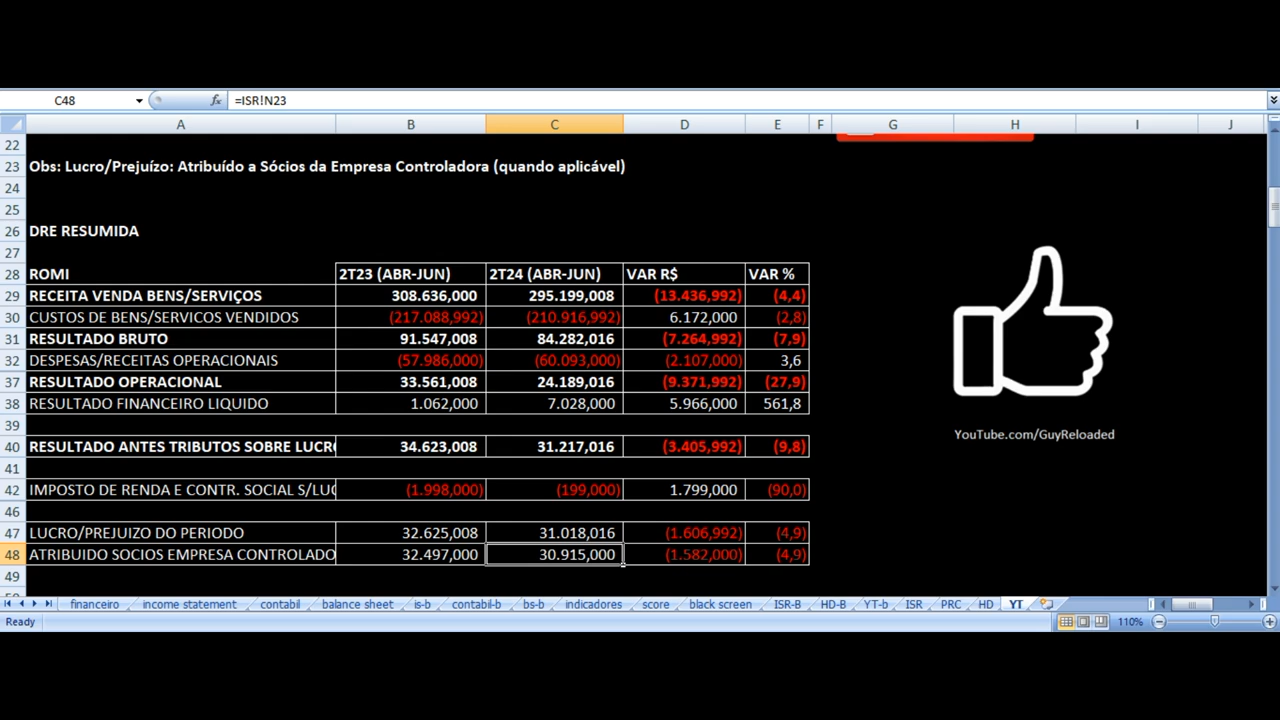 C48 fx =ISR!N23
A B C D E F G H I J
22
23 Obs: Lucro/Prejuízo: Atribuído a Sócios da Empresa Controladora (quando aplicável)
24
25
26 DRE RESUMIDA
27
28 ROMI 2T23 (ABR-JUN) 2T24 (ABR-JUN) VAR R$ VAR %
29 RECEITA VENDA BENS/SERVIÇOS 308.636,000 295.199,008 (13.436,992) (4,4)
30 CUSTOS DE BENS/SERVICOS VENDIDOS (217.088,992) (210.916,992) 6.172,000 (2,8)
31 RESULTADO BRUTO 91.547,008 84.282,016 (7.264,992) (7,9)
32 DESPESAS/RECEITAS OPERACIONAIS (57.986,000) (60.093,000) (2.107,000) 3,6
37 RESULTADO OPERACIONAL 33.561,008 24.189,016 (9.371,992) (27,9)
38 RESULTADO FINANCEIRO LIQUIDO 1.062,000 7.028,000 5.966,000 561,8
39
YouTube.com/GuyReloaded
40 RESULTADO ANTES TRIBUTOS SOBRE LUCRO 34.623,008 31.217,016 (3.405,992) (9,8)
41
42 IMPOSTO DE RENDA E CONTR. SOCIAL S/LUC (1.998,000) (199,000) 1.799,000 (90,0)
46
47 LUCRO/PREJUIZO DO PERIODO 32.625,008 31.018,016 (1.606,992) (4,9)
48 ATRIBUIDO SOCIOS EMPRESA CONTROLADO 32.497,000 30.915,000 (1.582,000) (4,9)
49
financeiro income statement contabil balance sheet is-b contabil-b bs-b indicadores score black screen ISR-B HD-B YT-b ISR PRC HD YT
Ready 110%